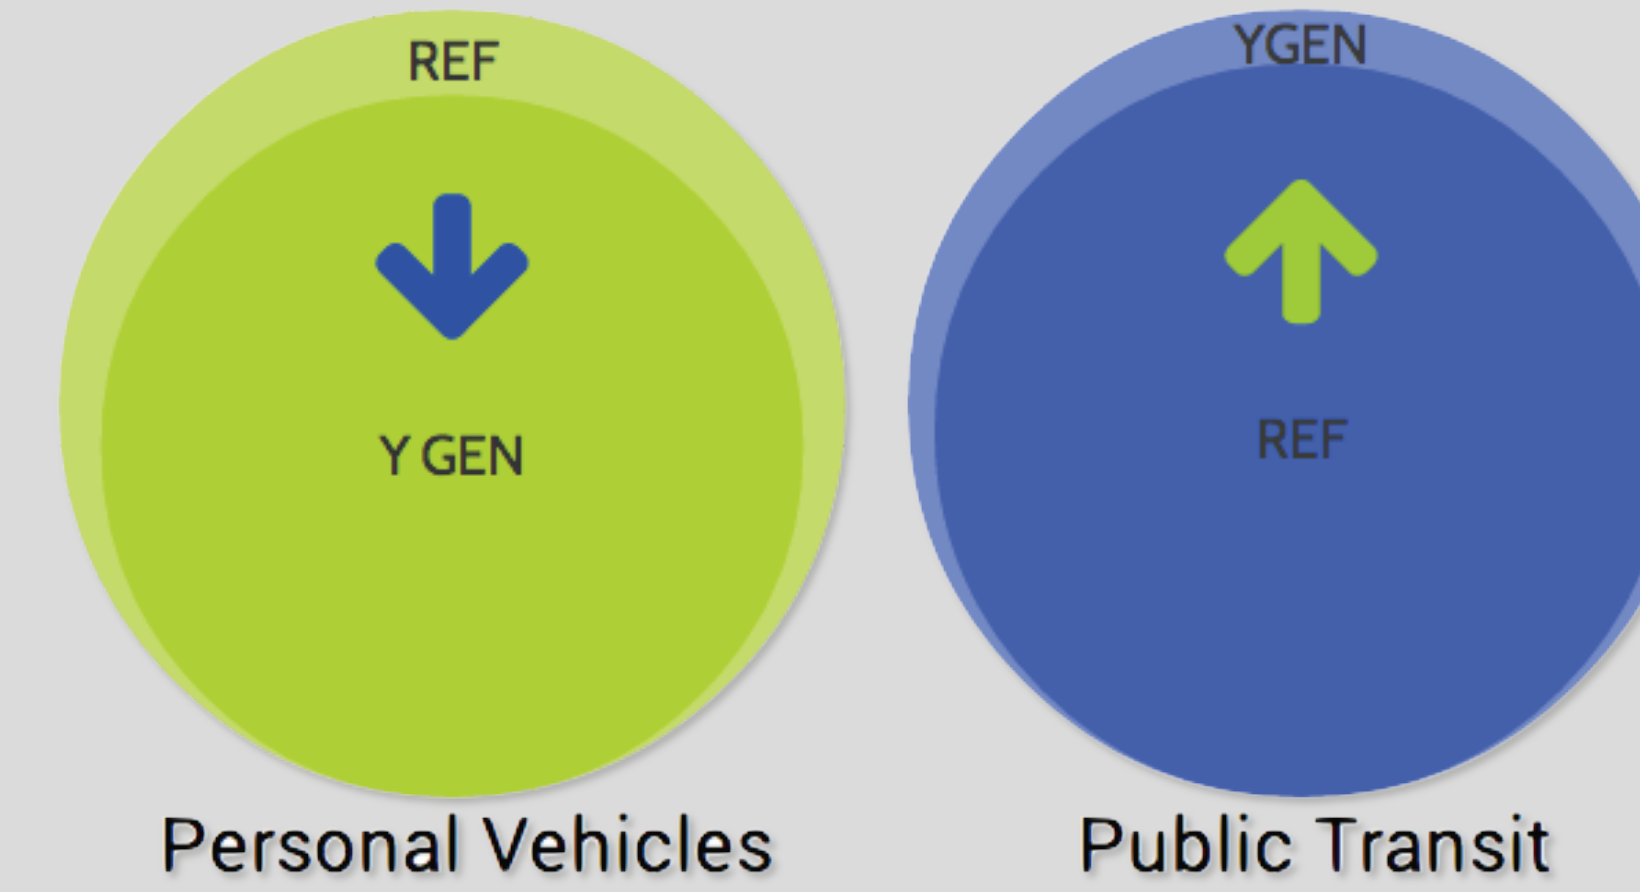 REF
Y GEN
Personal Vehicles
YGEN
REF
Public Transit